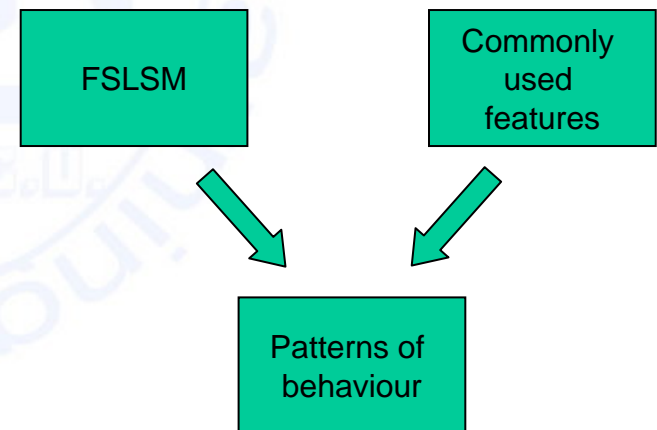 FSLSM
Commonly
used
features
Patterns of
behaviour